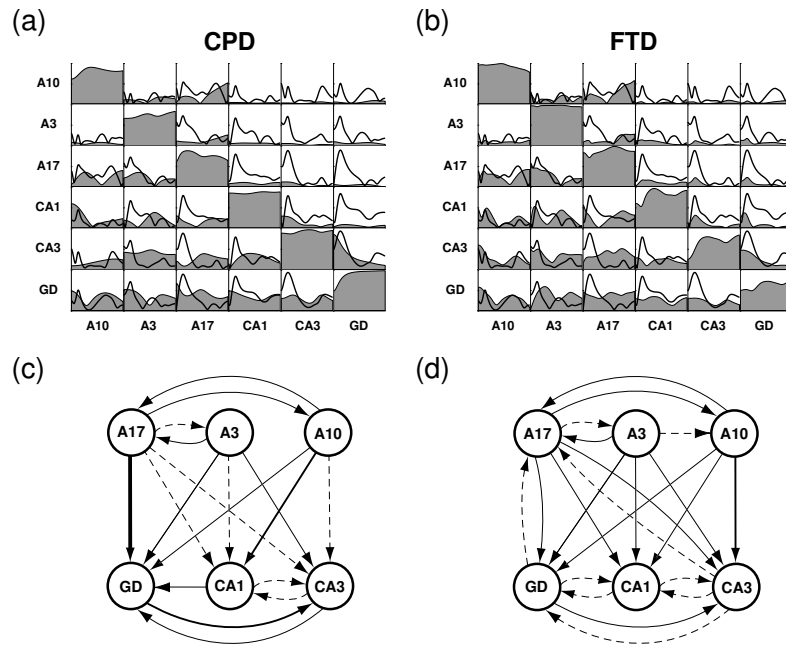 (a)
CPD
A10
A3
A17
CA1
CA3
GD
A10 A3 A17 CA1 CA3 GD
(b)
FTD
A10
A3
A17
CA1
CA3
GD
A10 A3 A17 CA1 CA3 GD
(c)
A17 A3 A10
GD CA1 CA3
(d)
A17 A3 A10
GD CA1 CA3